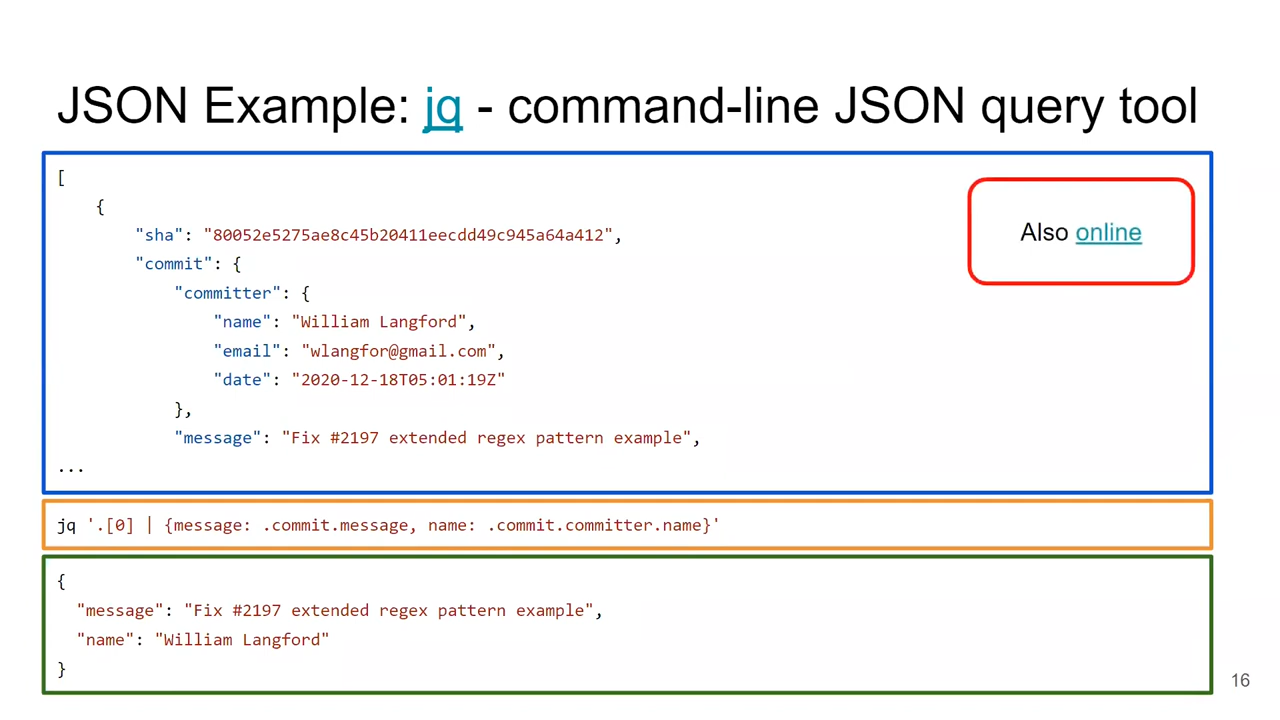 JSON Example: jq - command-line JSON query tool
[
{
"sha": "80052e5275ae8c45b20411eecdd49c945a64a412",
Also online
"commit": {
"committer": {
"name": "William Langford",
"email": "wlangfor@gmail.com",
"date": "2020-12-18T05:01:19Z"
},
"message": "Fix #2197 extended regex pattern example",
...
jq '.[0] | {message: .commit.message, name: .commit.committer.name}'
{
"message": "Fix #2197 extended regex pattern example",
"name": "William Langford"
}
16